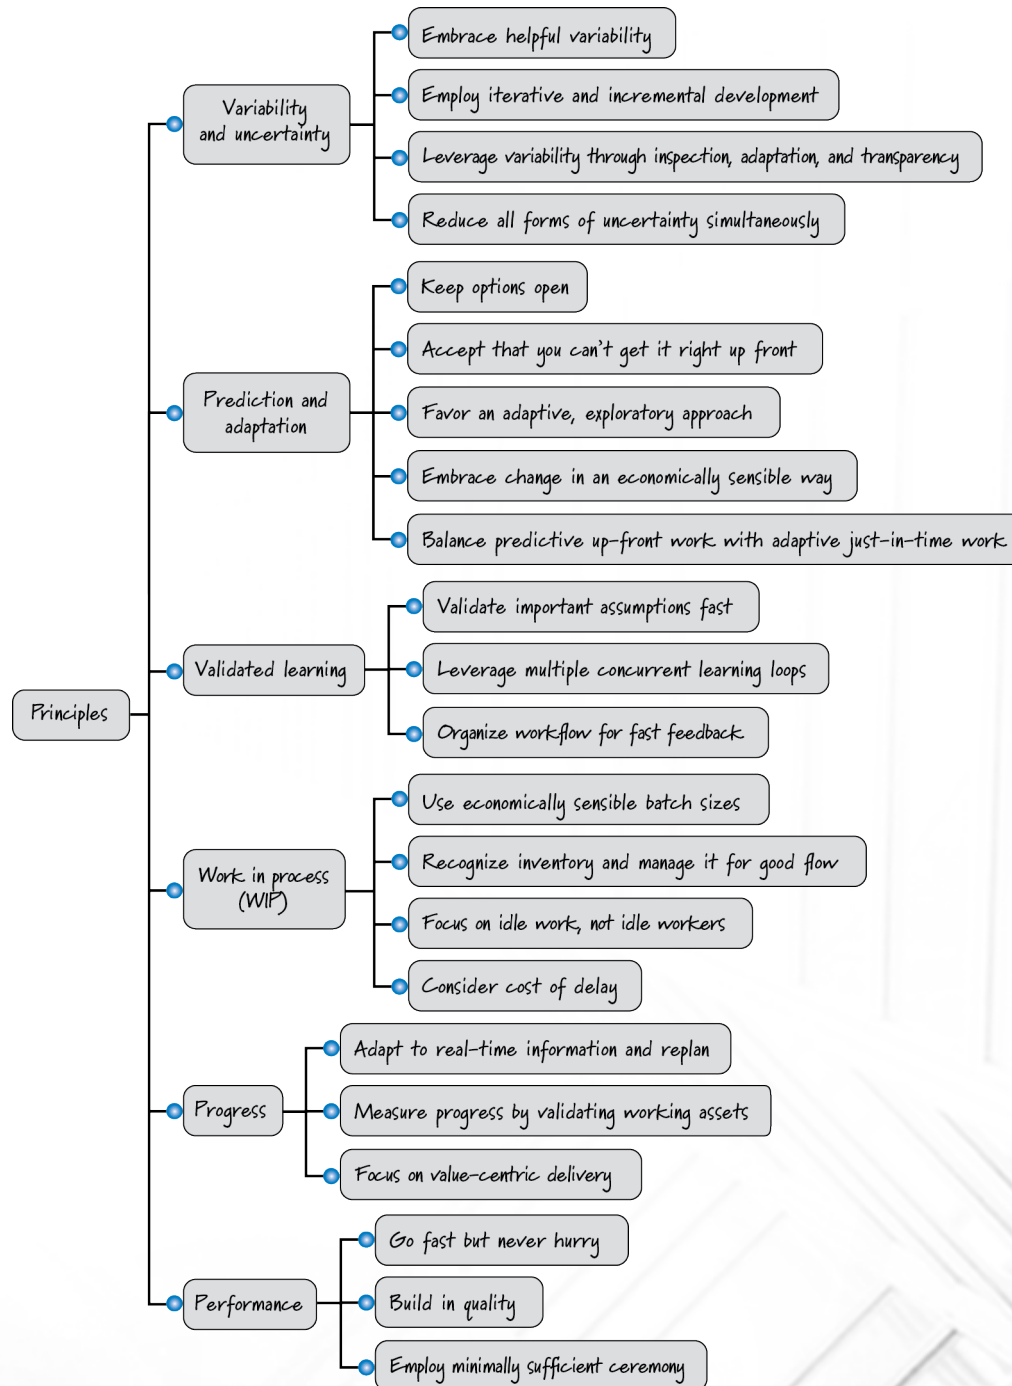 Embrace helpful variability
Variability
and uncertainty
Employ iterative and incremental development
Leverage variability through inspection, adaptation, and transparency
Reduce all forms of uncertainty simultaneously
Keep options open
Accept that you can't get it right up front
Prediction and
adaptation
Favor an adaptive, exploratory approach
Embrace change in an economically sensible way
Balance predictive up-front work with adaptive just-in-time work
Validate important assumptions fast
Validated learning
Leverage multiple concurrent learning loops
Organize workflow for fast feedback
Principles
Use economically sensible batch sizes
Recognize inventory and manage it for good flow
Work in process
(WIP)
Focus on idle work, not idle workers
Consider cost of delay
Adapt to real-time information and replan
Progress
Measure progress by validating working assets
Focus on value-centric delivery
Go fast but never hurry
Performance
Build in quality
Employ minimally sufficient ceremony